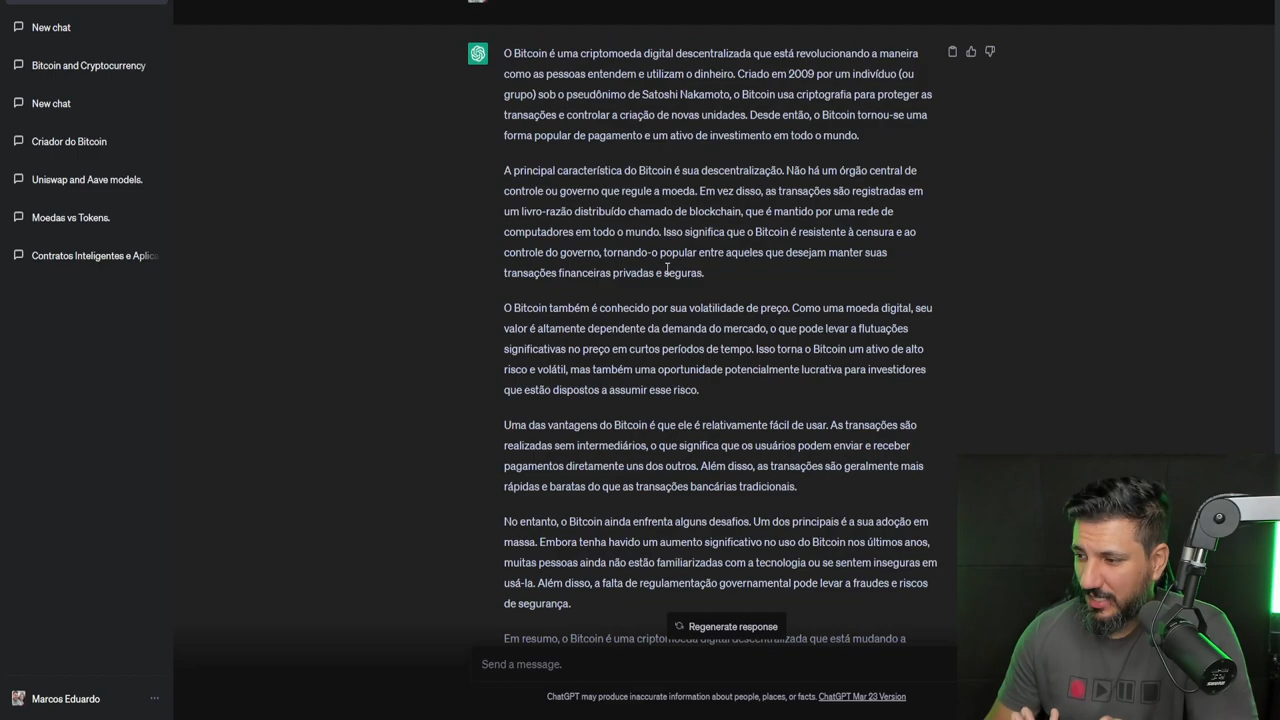 New chat
Bitcoin and Cryptocurrency
New chat
Criador do Bitcoin
Uniswap and Aave models.
Moedas vs Tokens.
Contratos Inteligentes e Aplica
Marcos Eduardo
O Bitcoin é uma criptomoeda digital descentralizada que está revolucionando a maneira
como as pessoas entendem e utilizam o dinheiro. Criado em 2009 por um indivíduo (ou
grupo) sob o pseudônimo de Satoshi Nakamoto, o Bitcoin usa criptografia para proteger as
transações e controlar a criação de novas unidades. Desde então, o Bitcoin tornou-se uma
forma popular de pagamento e um ativo de investimento em todo o mundo.
A principal característica do Bitcoin é sua descentralização. Não há um órgão central de
controle ou governo que regule a moeda. Em vez disso, as transações são registradas em
um livro-razão distribuído chamado de blockchain, que é mantido por uma rede de
computadores em todo o mundo. Isso significa que o Bitcoin é resistente à censura e ao
controle do governo, tornando-o popular entre aqueles que desejam manter suas
transações financeiras privadas e seguras.
O Bitcoin também é conhecido por sua volatilidade de preço. Como uma moeda digital, seu
valor é altamente dependente da demanda do mercado, o que pode levar a flutuações
significativas no preço em curtos períodos de tempo. Isso torna o Bitcoin um ativo de alto
risco e volátil, mas também uma oportunidade potencialmente lucrativa para investidores
que estão dispostos a assumir esse risco.
Uma das vantagens do Bitcoin é que ele é relativamente fácil de usar. As transações são
realizadas sem intermediários, o que significa que os usuários podem enviar e receber
pagamentos diretamente uns dos outros. Além disso, as transações são geralmente mais
rápidas e baratas do que as transações bancárias tradicionais.
No entanto, o Bitcoin ainda enfrenta alguns desafios. Um dos principais é a sua adoção em
massa. Embora tenha havido um aumento significativo no uso do Bitcoin nos últimos anos,
muitas pessoas ainda não estão familiarizadas com a tecnologia ou se sentem inseguras em
usá-la. Além disso, a falta de regulamentação governamental pode levar a fraudes e riscos
de segurança.
Em resumo, o Bitcoin é uma criptomoeda digital descentralizada que está mudando a
Regenerate response
Send a message.
ChatGPT may produce inaccurate information about people, places, or facts. ChatGPT Mar 23 Version